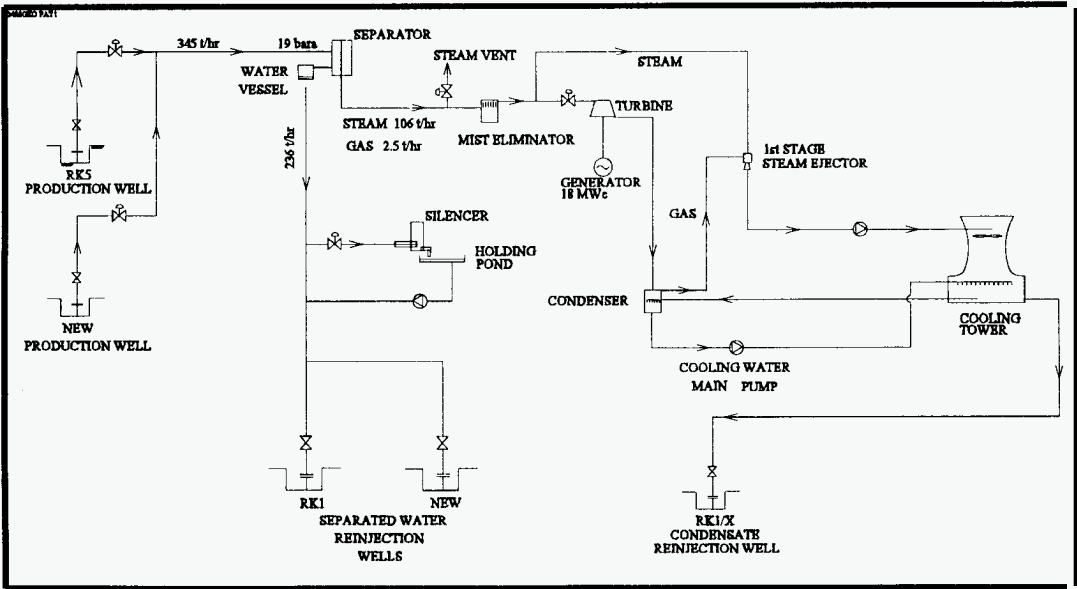 345 t/hr
19 bara
SEPARATOR
STEAM VENT
WATER
VESSEL
STEAM
TURBINE
STEAM 106 t/hr
GAS 2.5 t/hr
MIST ELIMINATOR
236 t/hr
1st STAGE
STEAM EJECTOR
RK5
PRODUCTION WELL
GENERATOR
18 MWe
GAS
SILENCER
HOLDING
POND
CONDENSER
COOLING
TOWER
NEW
PRODUCTION WELL
COOLING WATER
MAIN PUMP
RK1
NEW
SEPARATED WATER
REINJECTION
WELLS
RK1/X
CONDENSATE
REINJECTION WELL